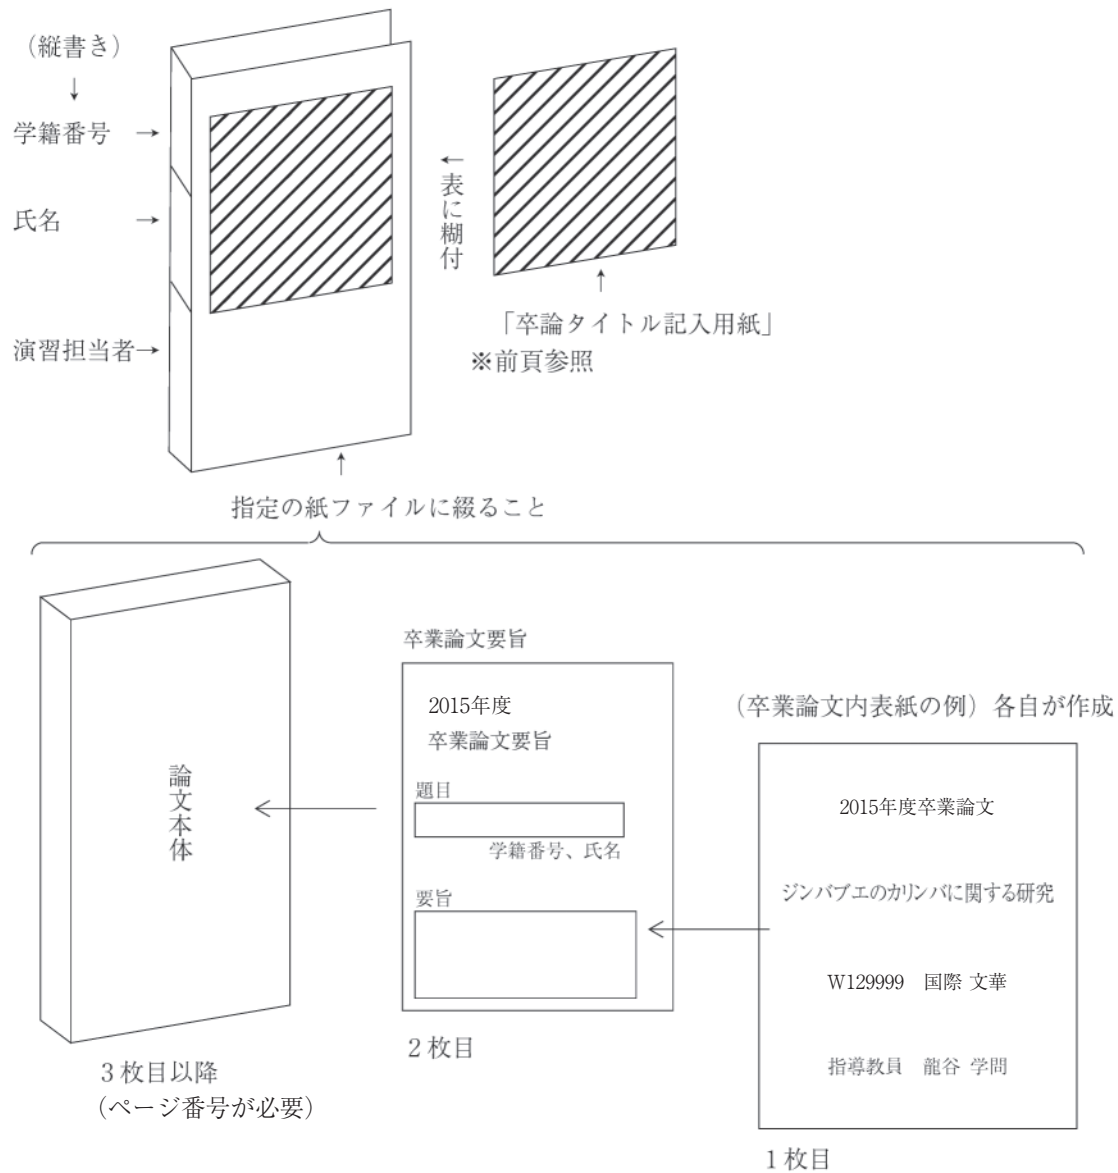 （縦書き）
↓
学籍番号 →
氏名 →
演習担当者→
←表に糊付
↑
「卒論タイトル記入用紙」
※前頁参照
↑
指定の紙ファイルに綴ること
論文本体
3枚目以降
（ページ番号が必要）
卒業論文要旨
2015年度
卒業論文要旨
題目
学籍番号、氏名
要旨
2枚目
（卒業論文内表紙の例）各自が作成
2015年度卒業論文
ジンバブエのカリンバに関する研究
W129999　国際 文華
指導教員　龍谷 学問
1枚目